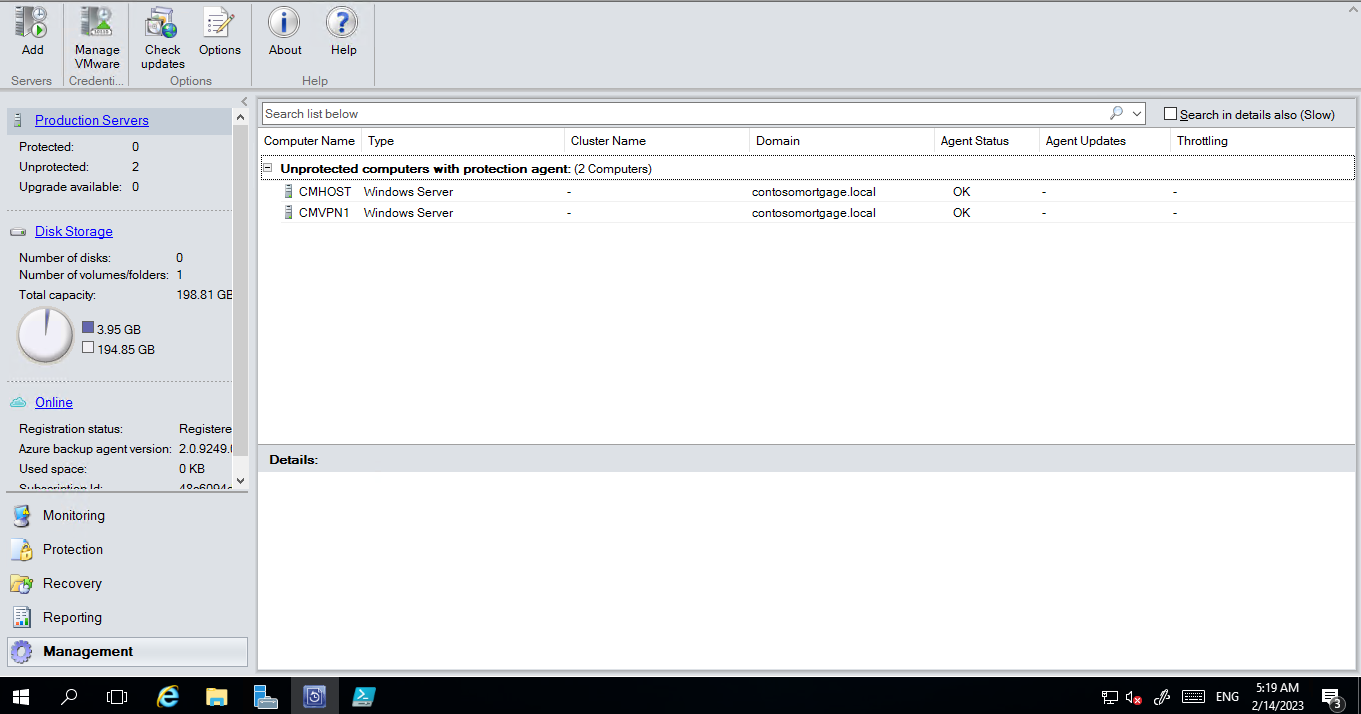 Add
Manage VMware
Check updates
Options
About
Help
Servers
Credenti...
Options
Help
Production Servers
Protected: 0
Unprotected: 2
Upgrade available: 0
Disk Storage
Number of disks: 0
Number of volumes/folders: 1
Total capacity: 198.81 GB
3.95 GB
194.85 GB
Online
Registration status: Registere
Azure backup agent version: 2.0.9249.
Used space: 0 KB
Subscription Id:
Monitoring
Protection
Recovery
Reporting
Management
Search list below
Search in details also (Slow)
Computer Name Type Cluster Name Domain Agent Status Agent Updates Throttling
Unprotected computers with protection agent: (2 Computers)
CMHOST Windows Server - contosomortgage.local OK - -
CMVPN1 Windows Server - contosomortgage.local OK - -
Details:
ENG
5:19 AM
2/14/2023
3